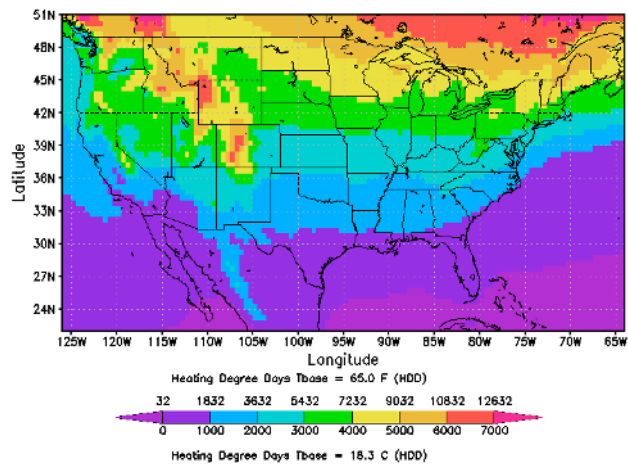 51N
48N
45N
42N
39N
36N
33N
30N
27N
24N
Latitude
125W 120W 115W 110W 105W 100W 95W 90W 85W 80W 75W 70W 65W
Longitude
Heating Degree Days Tbase = 65.0 F (HDD)
32 1832 3632 5432 7232 9032 10832 12632
0 1000 2000 3000 4000 5000 6000 7000
Heating Degree Days Tbase = 18.3 C (HDD)